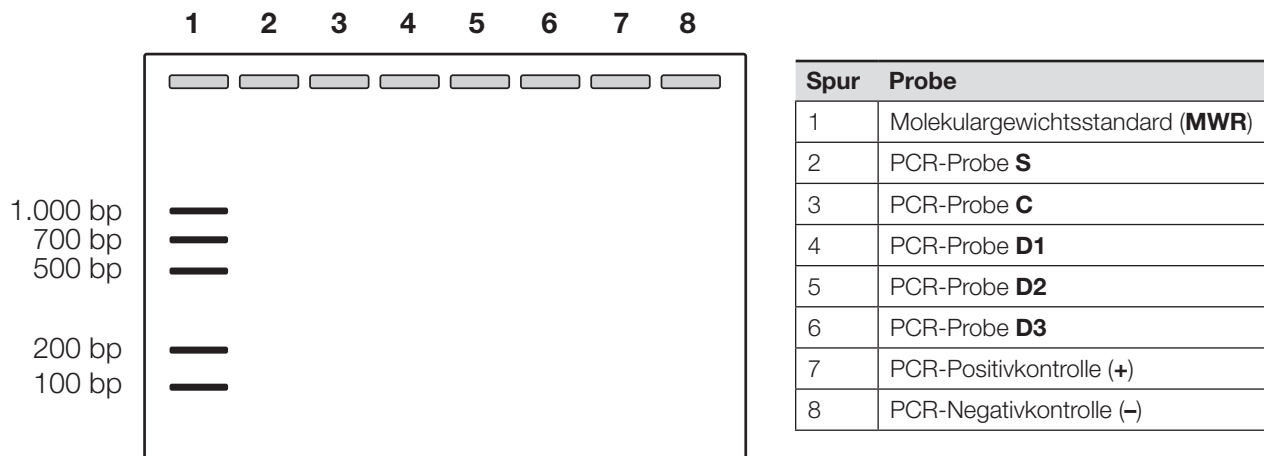 1 2 3 4 5 6 7 8
1.000 bp
700 bp
500 bp
200 bp
100 bp
Spur Probe
1 Molekulargewichtsstandard (MWR)
2 PCR-Probe S
3 PCR-Probe C
4 PCR-Probe D1
5 PCR-Probe D2
6 PCR-Probe D3
7 PCR-Positivkontrolle (+)
8 PCR-Negativkontrolle (–)